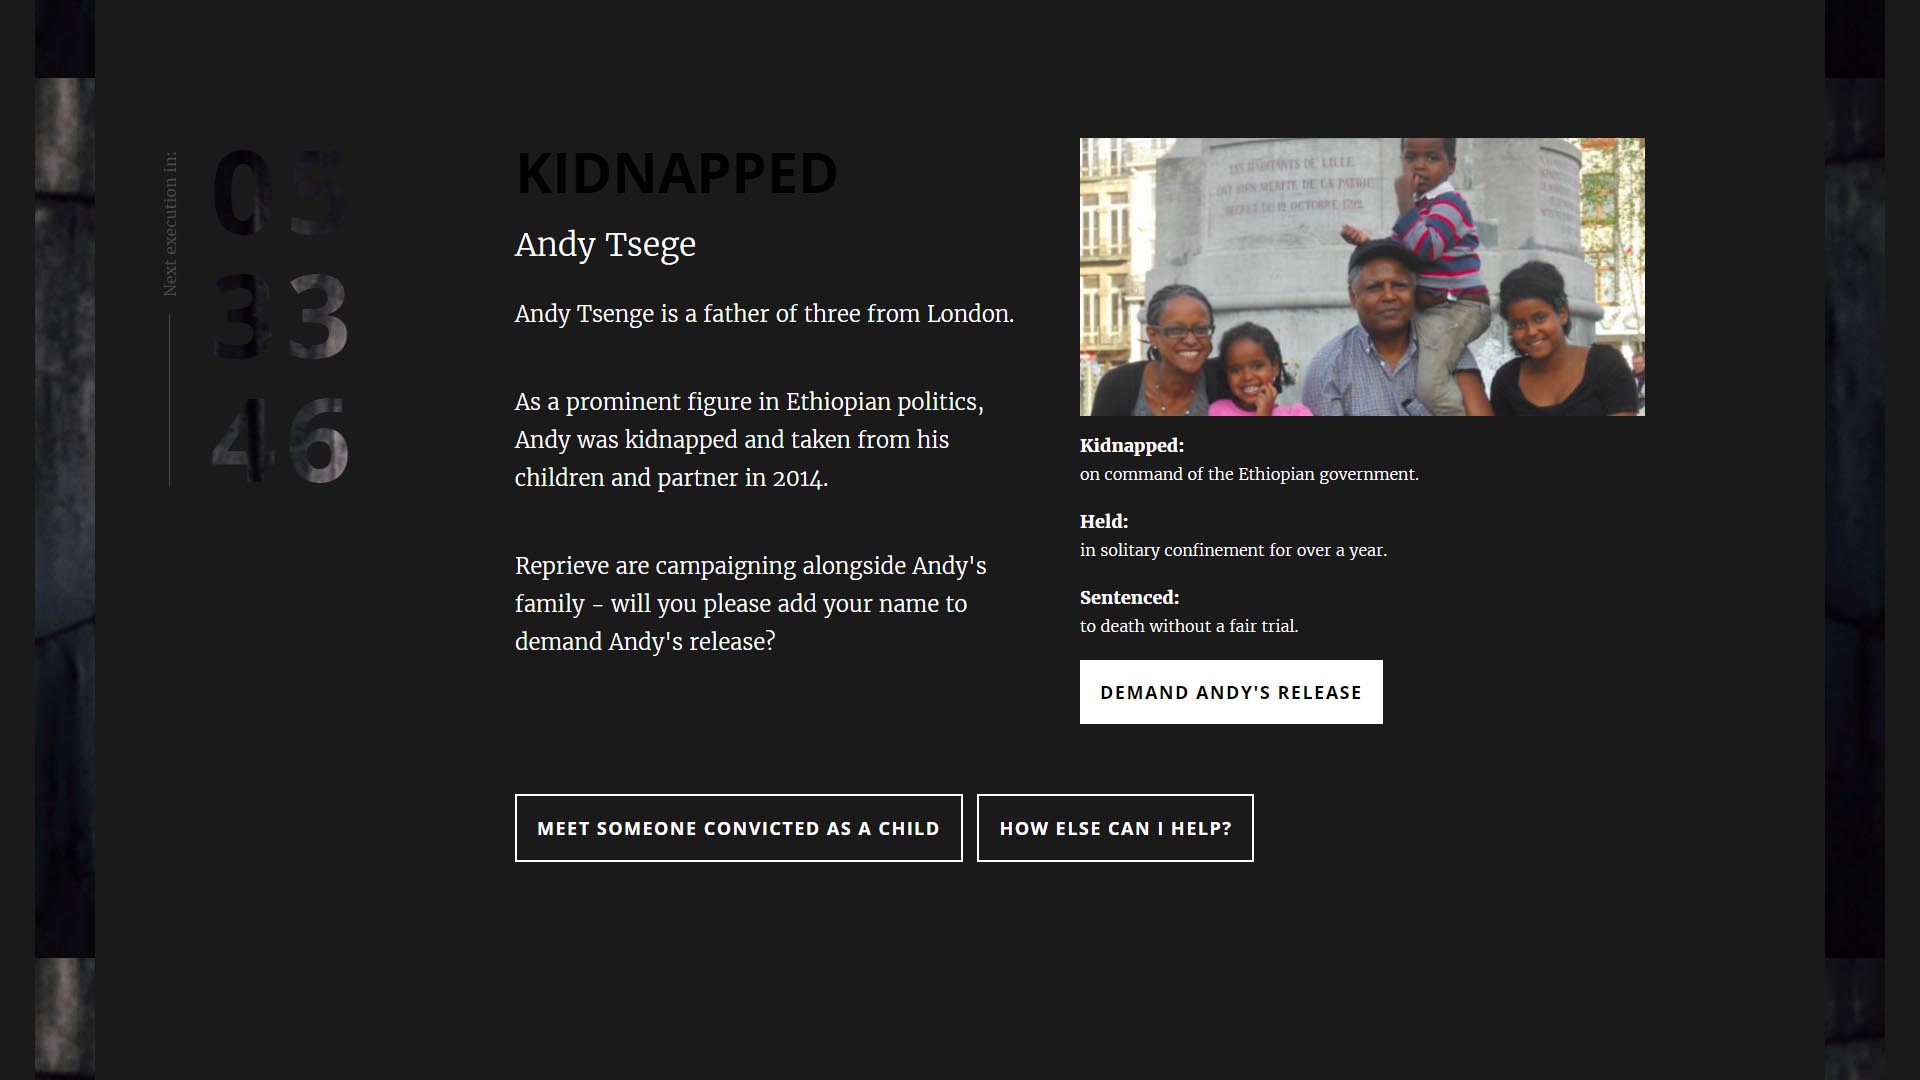 Next execution in:
05
33
46
KIDNAPPED
Andy Tsege
Andy Tsenge is a father of three from London.
As a prominent figure in Ethiopian politics,
Andy was kidnapped and taken from his
children and partner in 2014.
Reprieve are campaigning alongside Andy's
family – will you please add your name to
demand Andy's release?
LES HABITANTS DE LILLE
ONT BIEN MERITE DE LA PATRIE
DECRET DU 12 OCTOBRE 1792
Kidnapped:
on command of the Ethiopian government.
Held:
in solitary confinement for over a year.
Sentenced:
to death without a fair trial.
DEMAND ANDY'S RELEASE
MEET SOMEONE CONVICTED AS A CHILD
HOW ELSE CAN I HELP?